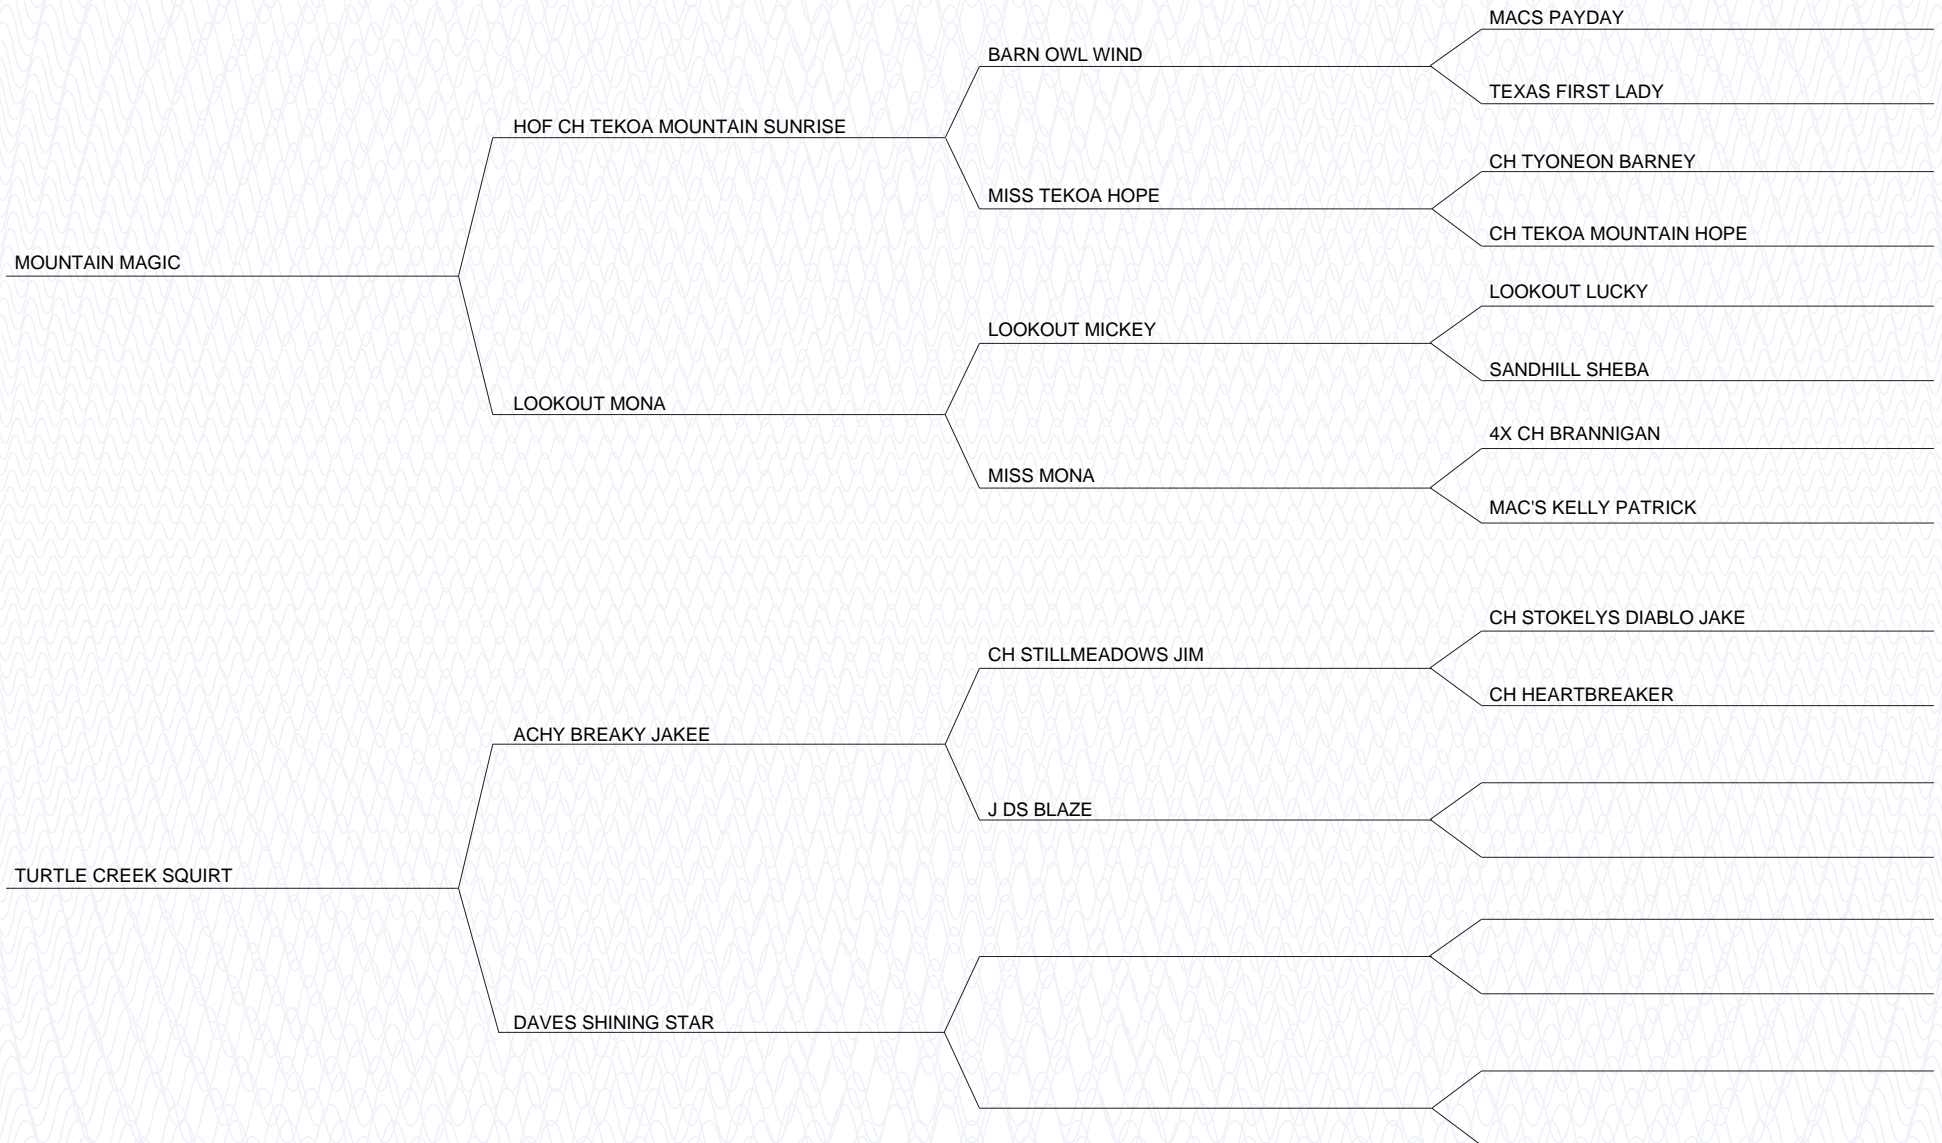 MACS PAYDAY
BARN OWL WIND
TEXAS FIRST LADY
HOF CH TEKOA MOUNTAIN SUNRISE
CH TYONEON BARNEY
MISS TEKOA HOPE
CH TEKOA MOUNTAIN HOPE
MOUNTAIN MAGIC
LOOKOUT LUCKY
LOOKOUT MICKEY
SANDHILL SHEBA
LOOKOUT MONA
4X CH BRANNIGAN
MISS MONA
MAC'S KELLY PATRICK
CH STOKELYS DIABLO JAKE
CH STILLMEADOWS JIM
CH HEARTBREAKER
ACHY BREAKY JAKEE
J DS BLAZE
TURTLE CREEK SQUIRT
DAVES SHINING STAR